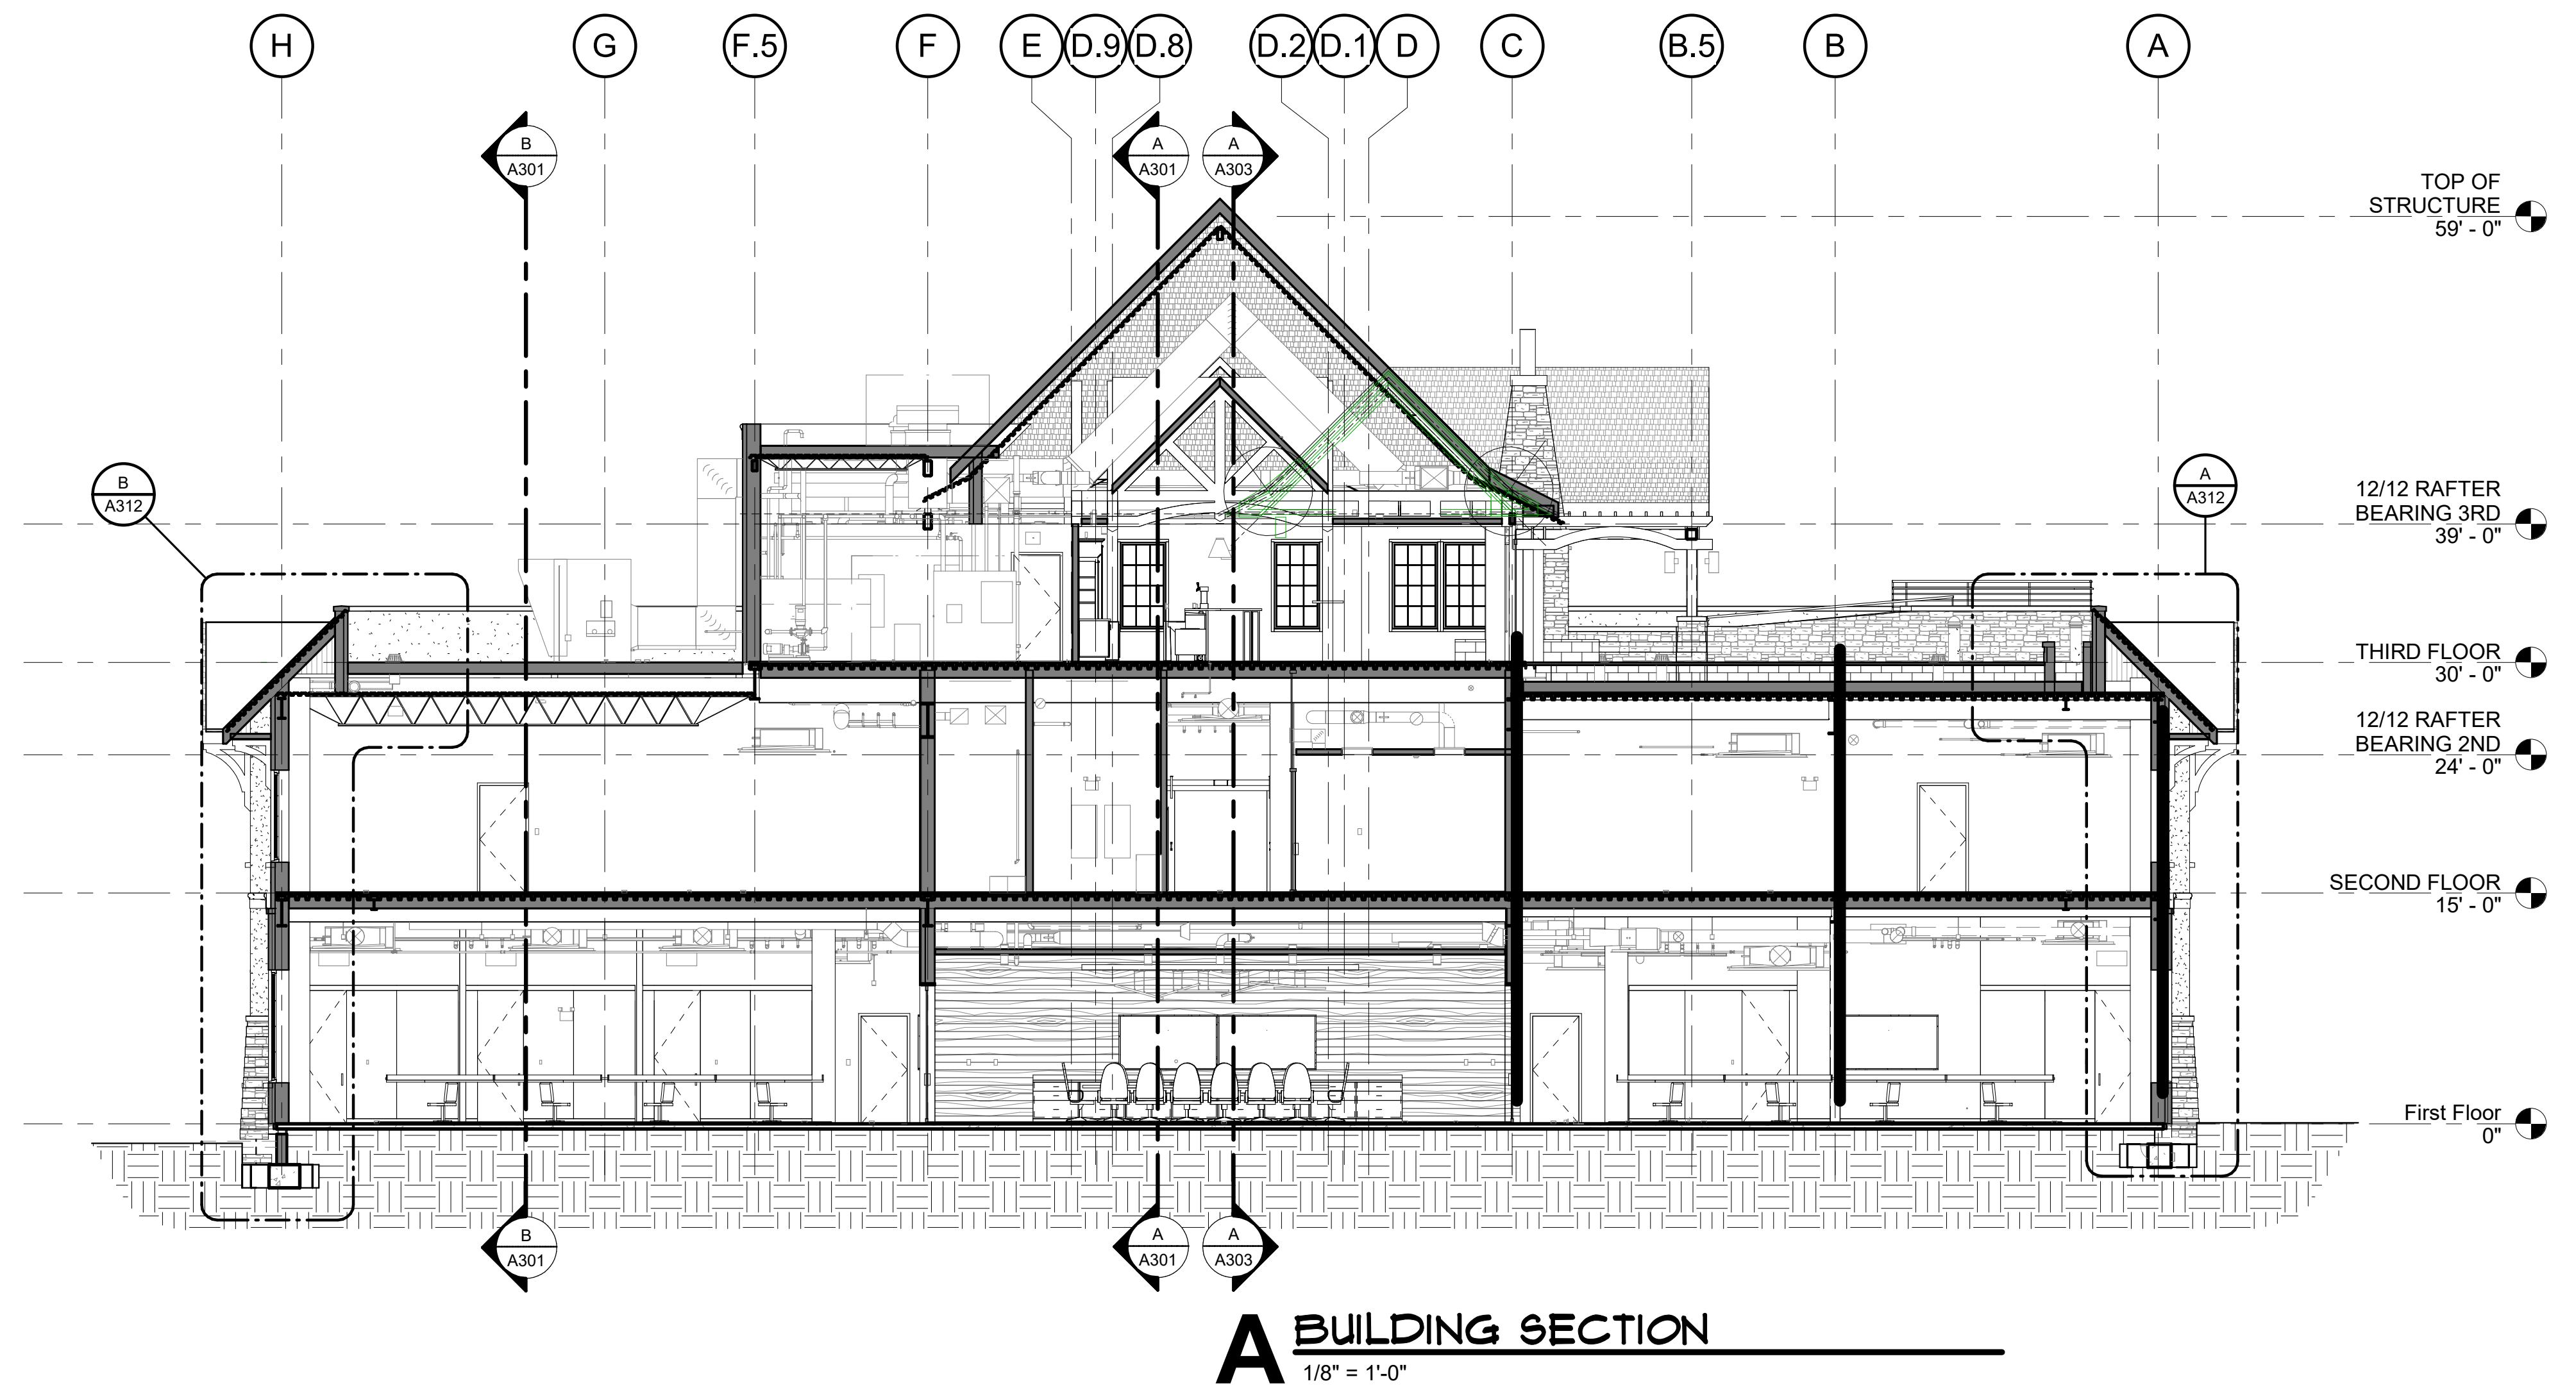 H G F.5 F E D.9 D.8 D.2 D.1 D C B.5 B A
B
A301
A
A301
A
A303
TOP OF
STRUCTURE
59' - 0"
B
A312
A
A312
12/12 RAFTER
BEARING 3RD
39' - 0"
THIRD FLOOR
30' - 0"
12/12 RAFTER
BEARING 2ND
24' - 0"
SECOND FLOOR
15' - 0"
First Floor
0"
B
A301
A
A301
A
A303
A BUILDING SECTION
1/8" = 1'-0"